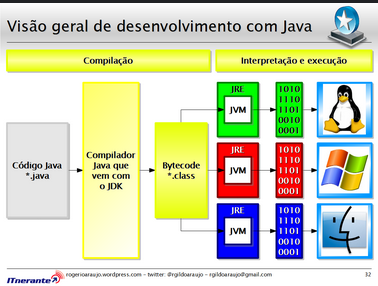 Visão geral de desenvolvimento com Java
Compilação
Interpretação e execução
Código Java
*.java
Compilador
Java que
vem com
o JDK
Bytecode
*.class
JRE
JVM
1010
1110
1101
0010
0001
JRE
JVM
1010
1110
1101
0010
0001
JRE
JVM
1010
1110
1101
0010
0001
ITnerante
rogerioaraujo.wordpress.com - twitter: @rgildoaraujo - rgildoaraujo@gmail.com
32